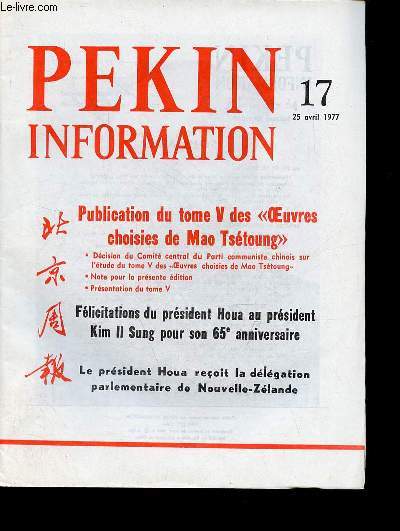 © Le-livre.com
PEKIN
17
25 avril 1977
INFORMATION
Publication du tome V des «Œuvres
choisies de Mao Tsétoung»
• Décision du Comité central du Parti communiste chinois sur
l'étude du tome V des «Œuvres choisies de Mao Tsétoung»
• Note pour la présente édition
• Présentation du tome V
北京周報
Félicitations du président Houa au président
Kim Il Sung pour son 65e anniversaire
Le président Houa reçoit la délégation
parlementaire de Nouvelle-Zélande